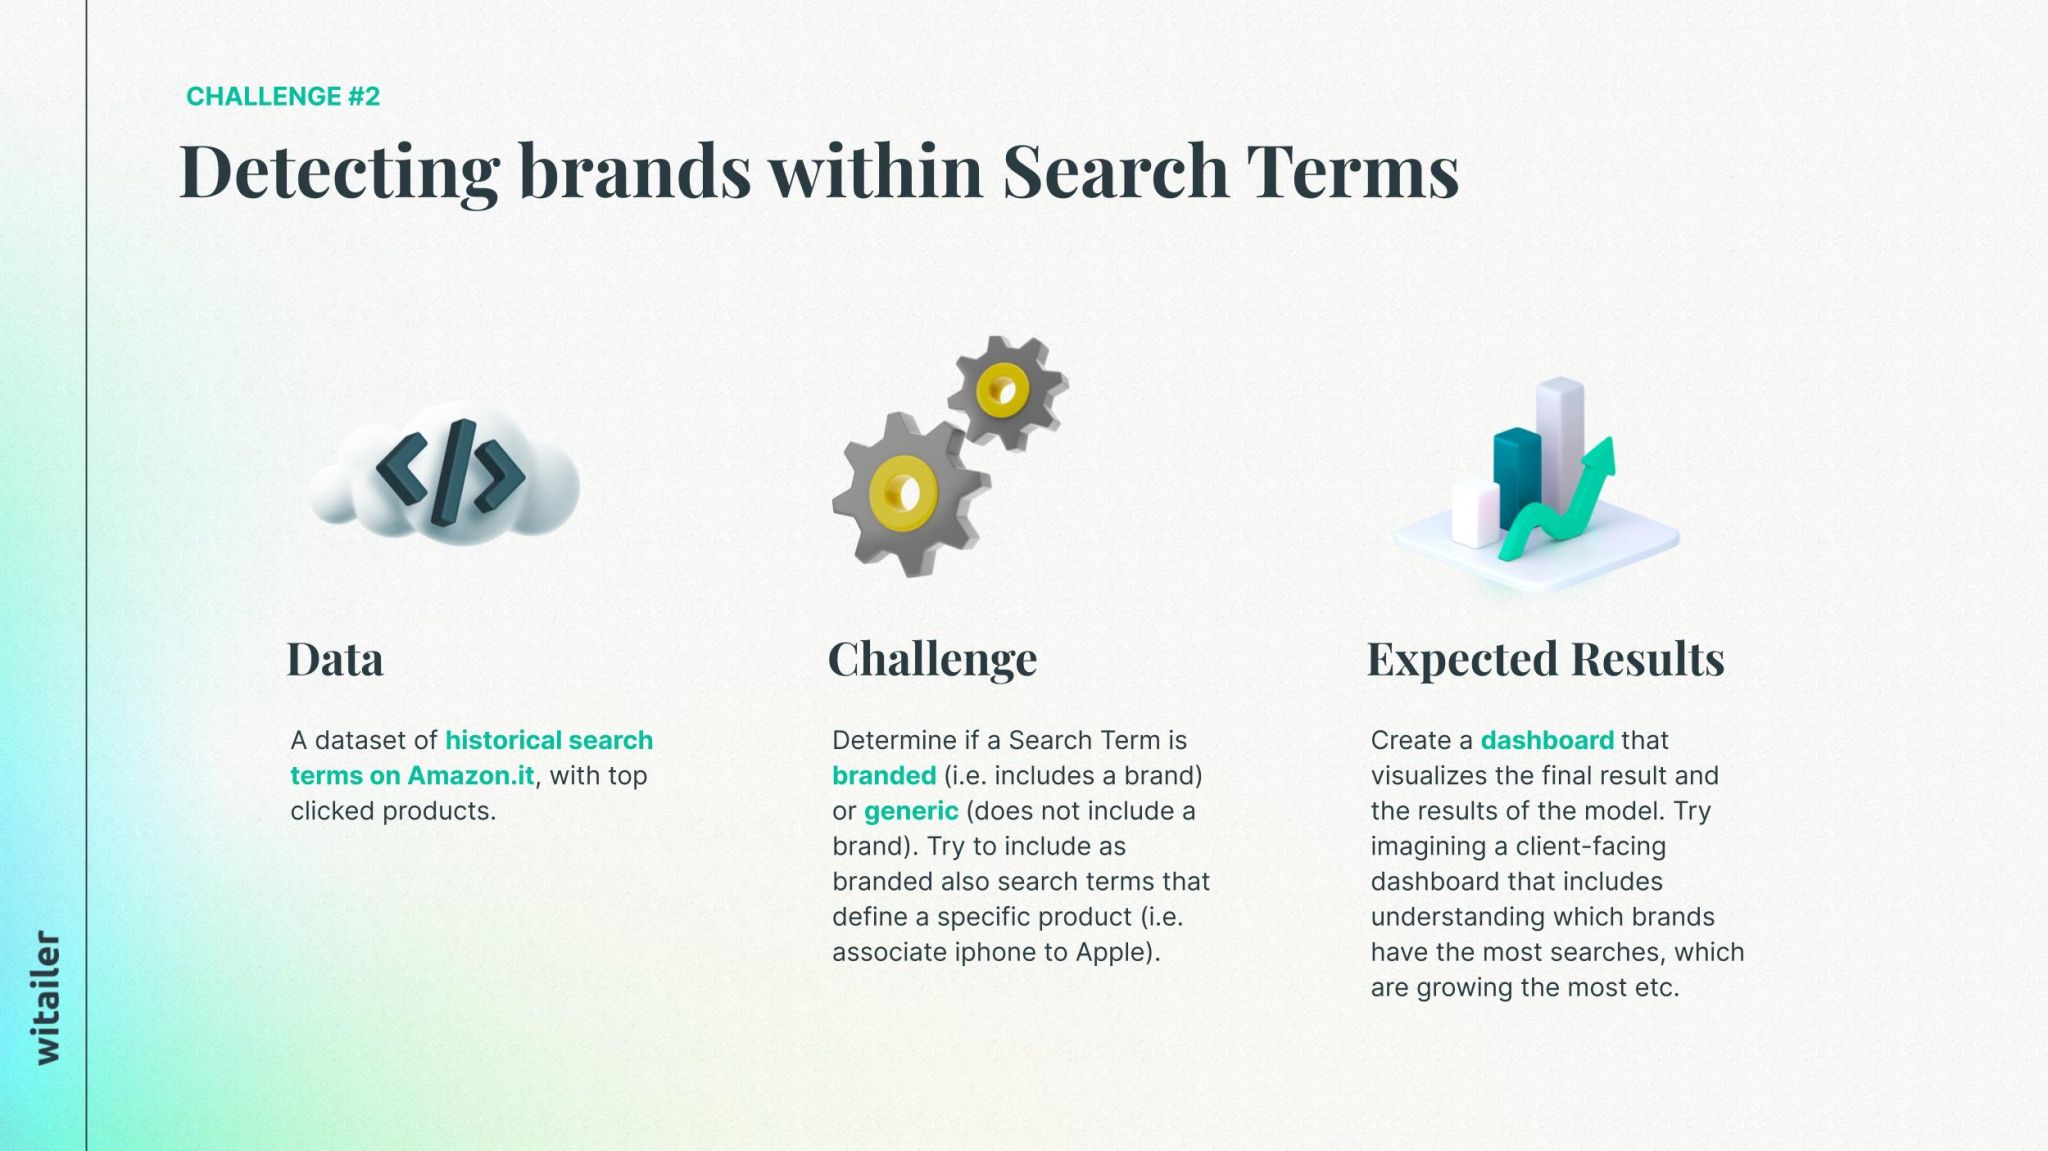 CHALLENGE #2
Detecting brands within Search Terms
</>
Data
A dataset of historical search
terms on Amazon.it, with top
clicked products.
Challenge
Determine if a Search Term is
branded (i.e. includes a brand)
or generic (does not include a
brand). Try to include as
branded also search terms that
define a specific product (i.e.
associate iphone to Apple).
Expected Results
Create a dashboard that
visualizes the final result and
the results of the model. Try
imagining a client-facing
dashboard that includes
understanding which brands
have the most searches, which
are growing the most etc.
witailer